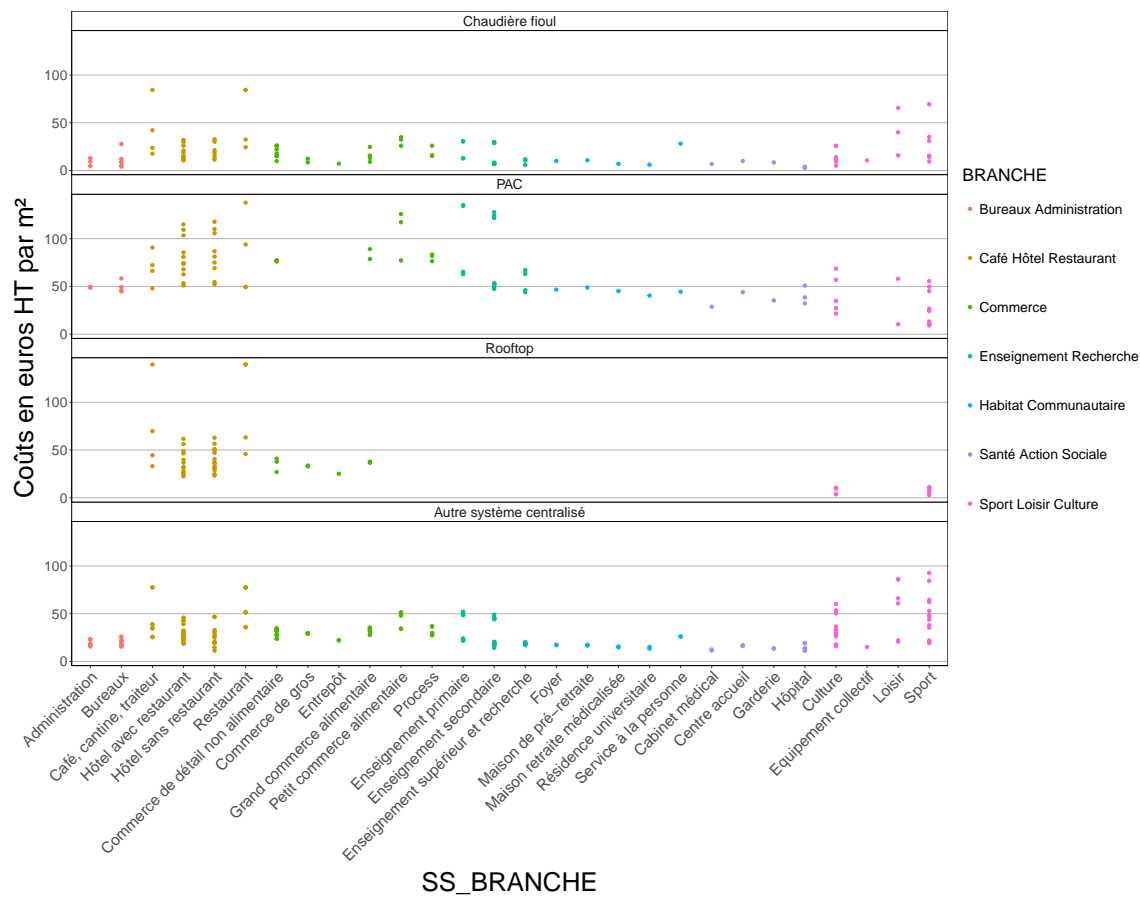 Chaudière fioul
100
50
0
PAC
100
50
0
Rooftop
100
50
0
Autre système centralisé
100
50
0
Coûts en euros HT par m²
Administration
Bureaux
Café, cantine, traiteur
Hôtel avec restaurant
Hôtel sans restaurant
Restaurant
Commerce de détail non alimentaire
Commerce de gros
Entrepôt
Grand commerce alimentaire
Petit commerce alimentaire
Process
Enseignement primaire
Enseignement secondaire
Enseignement supérieur et recherche
Foyer
Maison de pré−retraite
Maison retraite médicalisée
Résidence universitaire
Service à la personne
Cabinet médical
Centre accueil
Garderie
Hôpital
Culture
Equipement collectif
Loisir
Sport
SS_BRANCHE
BRANCHE
Bureaux Administration
Café Hôtel Restaurant
Commerce
Enseignement Recherche
Habitat Communautaire
Santé Action Sociale
Sport Loisir Culture